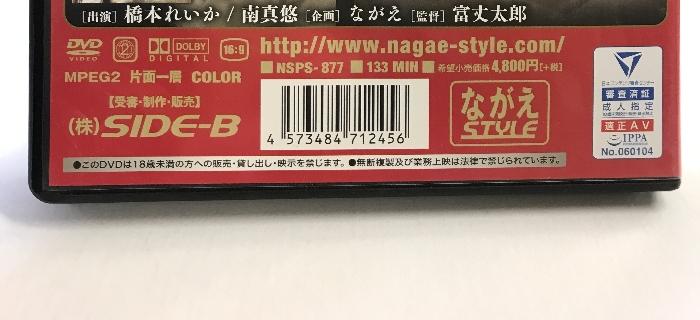 [出演] 橋本れいか / 南真悠 [企画] ながえ [監督] 富丈太郎
DVD VIDEO 2 DOLBY DIGITAL 16:9
http://www.nagae-style.com/
MPEG2 片面一層 COLOR
■NSPS-877 ■133 MIN ■希望小売価格4,800円[+税]
【受審・制作・販売】
(株)SIDE-B
4 573484 712456
ながえ STYLE
審査済証
成人指定
適正AV
IPPA
No.060104
●このDVDは18歳未満の方への販売・貸し出し・映示を禁じます。●無断複製及び業務上映は法律で禁じられています。